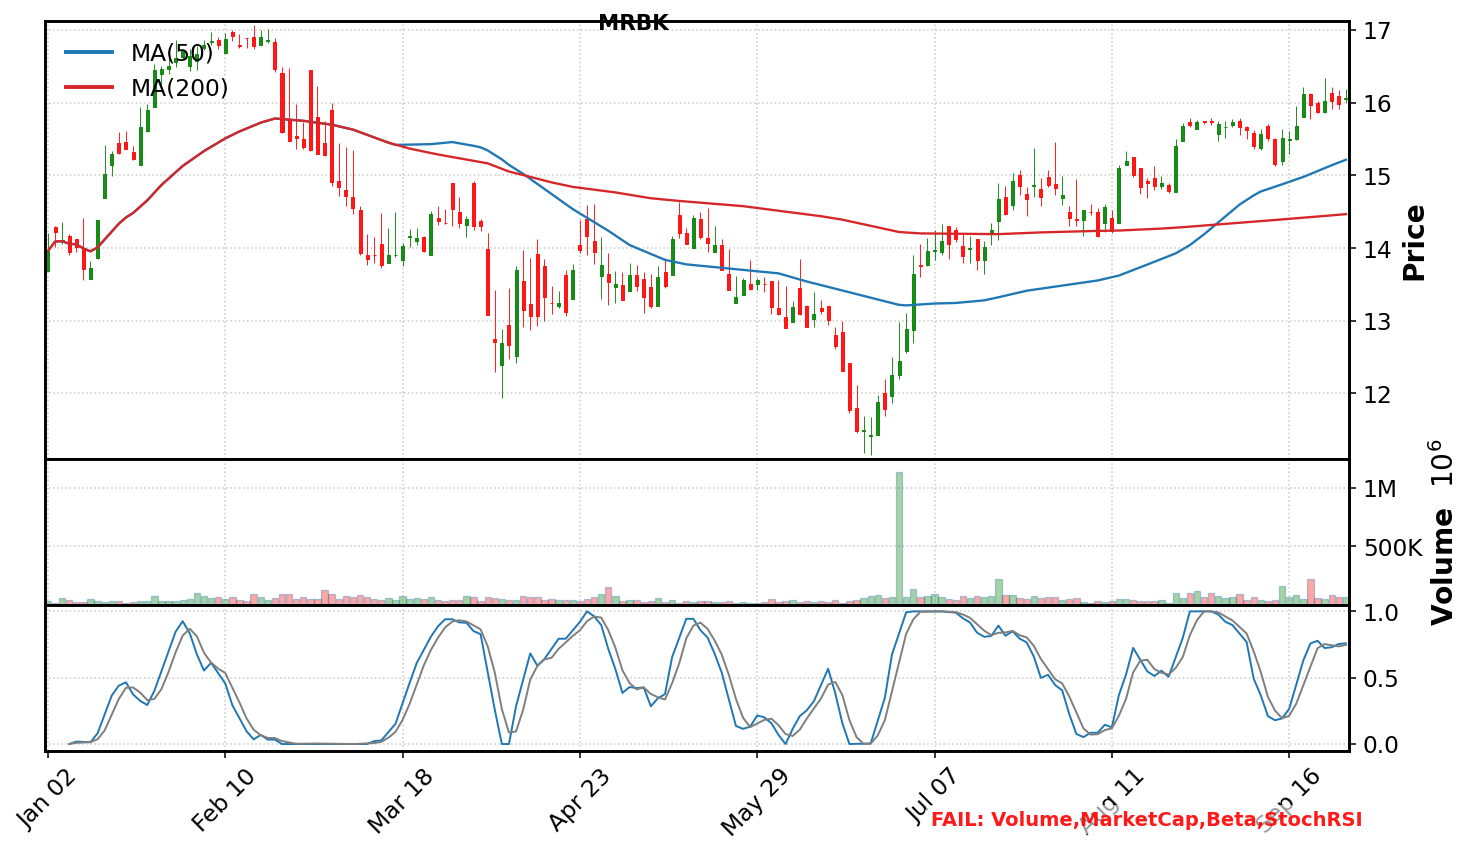 MRBK
MA(50)
MA(200)
17
16
15
14
13
12
Price
1M
500K
Volume 10^6
1.0
0.5
0.0
Jan 02
Feb 10
Mar 18
Apr 23
May 29
Jul 07
Aug 11
Sep 16
FAIL: Volume,MarketCap,Beta,StochRSI